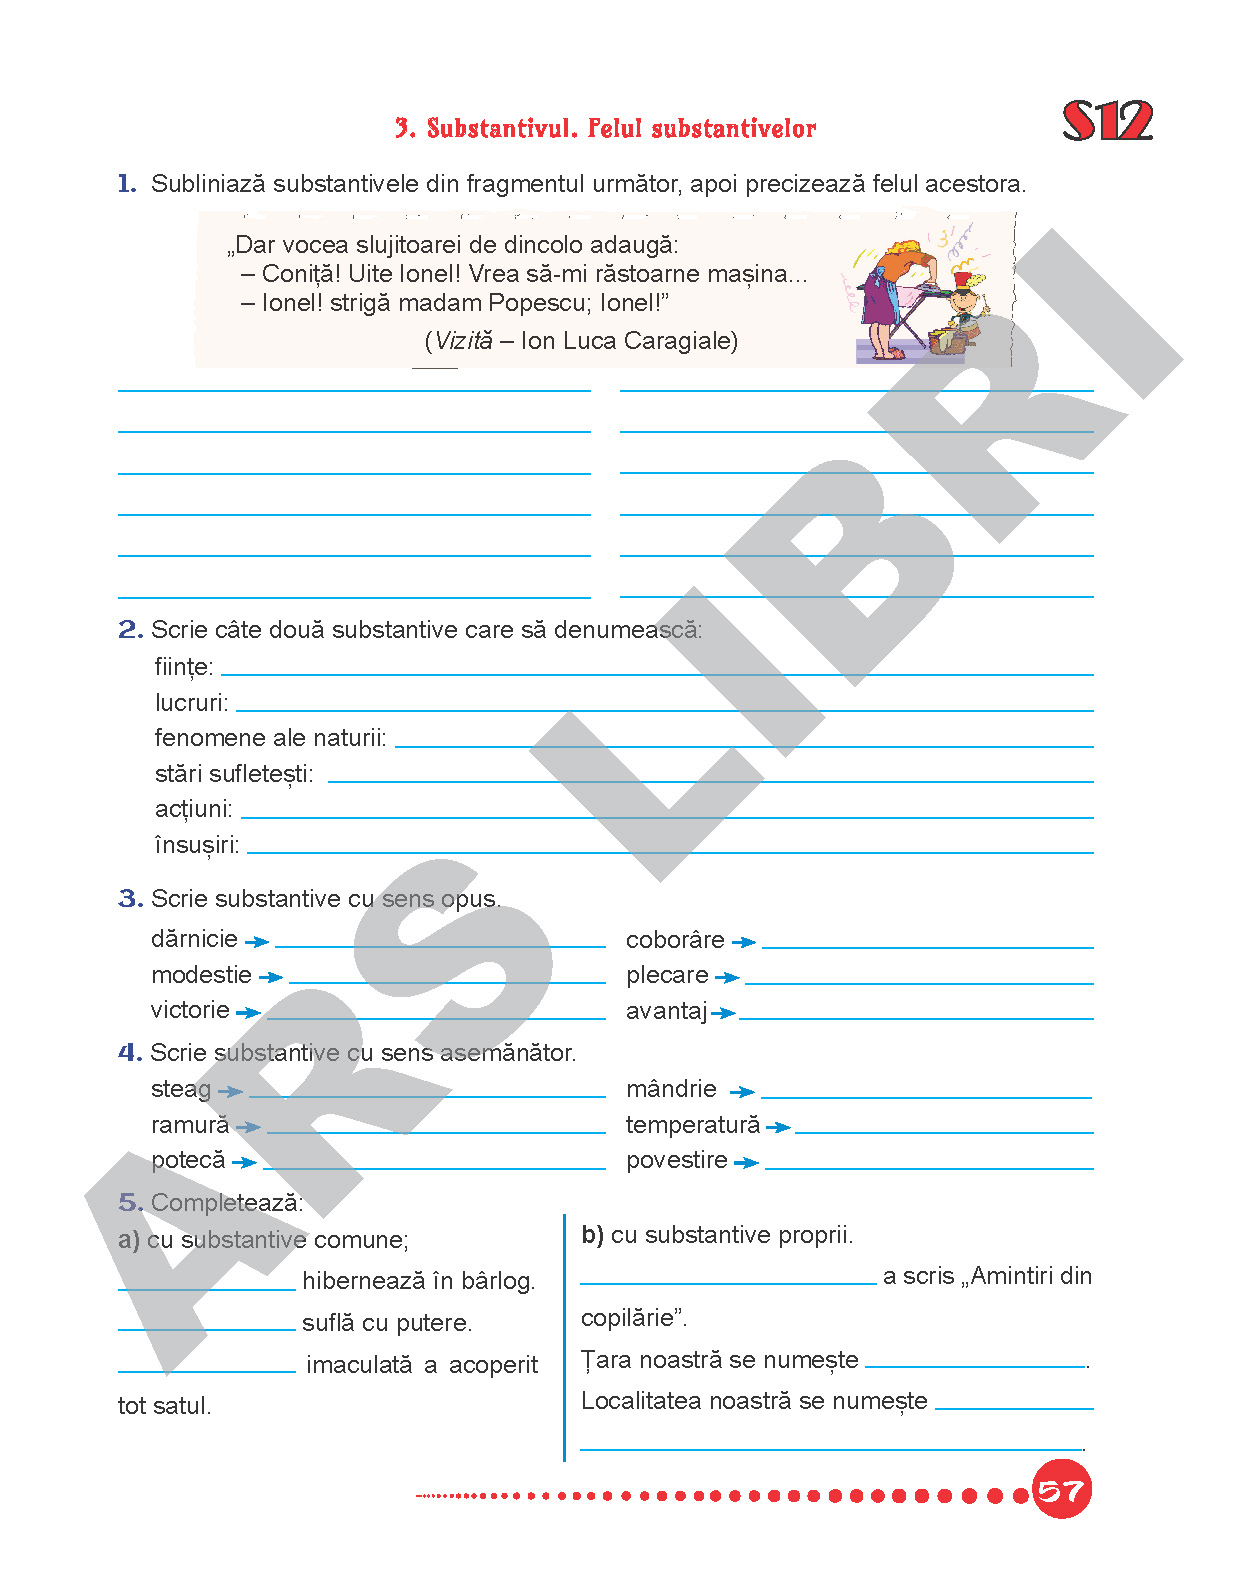 3. Substantivul. Felul substantivelor
S12
1. Subliniază substantivele din fragmentul următor, apoi precizează felul acestora.
„Dar vocea slujitoarei de dincolo adaugă:
– Coniță! Uite Ionel! Vrea să-mi răstoarne mașina...
– Ionel! strigă madam Popescu; Ionel!”
(Vizită – Ion Luca Caragiale)
2. Scrie câte două substantive care să denumească:
ființe:
lucruri:
fenomene ale naturii:
stări sufletești:
acțiuni:
însușiri:
3. Scrie substantive cu sens opus.
dărnicie coborâre
modestie plecare
victorie avantaj
4. Scrie substantive cu sens asemănător.
steag mândrie
ramură temperatură
potecă povestire
5. Completează:
a) cu substantive comune;
hibernează în bârlog.
suflă cu putere.
imaculată a acoperit
tot satul.
b) cu substantive proprii.
a scris „Amintiri din
copilărie”.
Țara noastră se numește .
Localitatea noastră se numește
.
57
ARS LIBRI